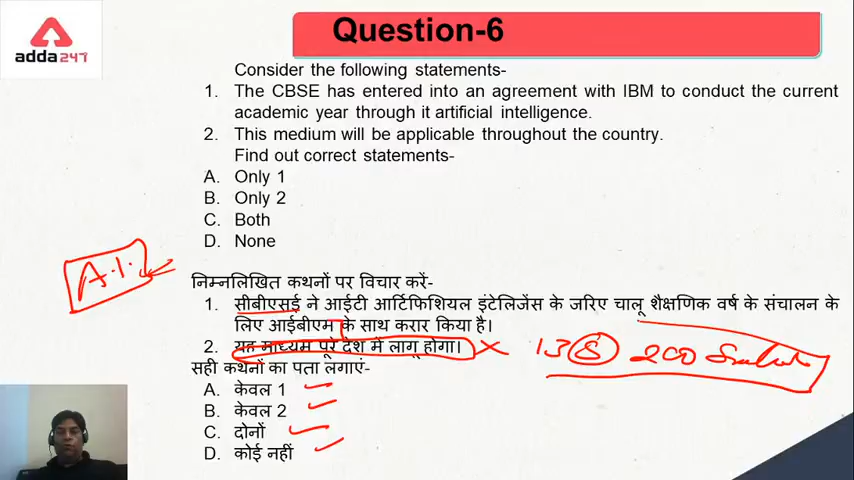 Question-6
adda247
Consider the following statements-
1. The CBSE has entered into an agreement with IBM to conduct the current
academic year through it artificial intelligence.
2. This medium will be applicable throughout the country.
Find out correct statements-
A. Only 1
B. Only 2
C. Both
D. None
A.I.
निम्नलिखित कथनों पर विचार करें-
1. सीबीएसई ने आईटी आर्टिफिशियल इंटेलिजेंस के जरिए चालू शैक्षणिक वर्ष के संचालन के
लिए आईबीएम के साथ करार किया है।
2. यह माध्यम पूरे देश में लागू होगा।
13 200
सही कथनों का पता लगाएं-
A. केवल 1
B. केवल 2
C. दोनों
D. कोई नहीं